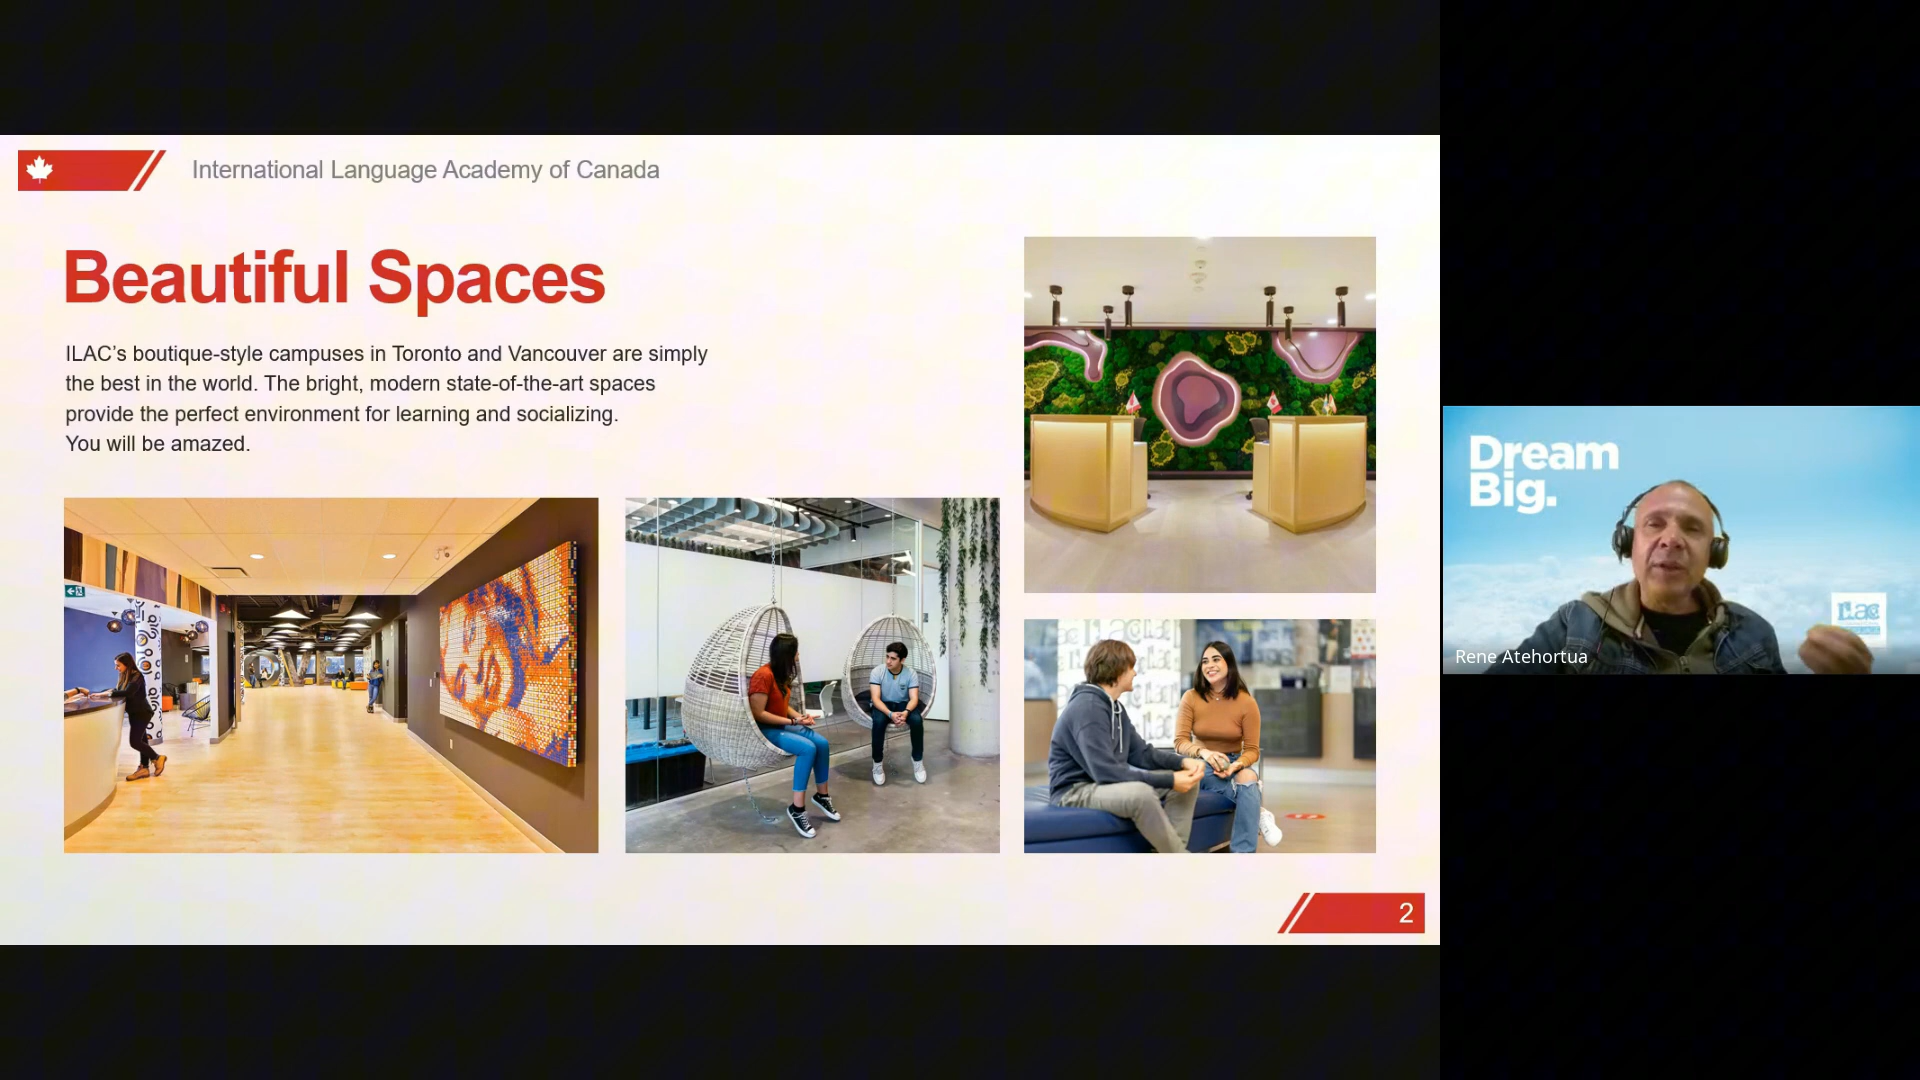 International Language Academy of Canada
Beautiful Spaces
ILAC’s boutique-style campuses in Toronto and Vancouver are simply
the best in the world. The bright, modern state-of-the-art spaces
provide the perfect environment for learning and socializing.
You will be amazed.
2
Dream
Big.
ilac
Rene Atehortua